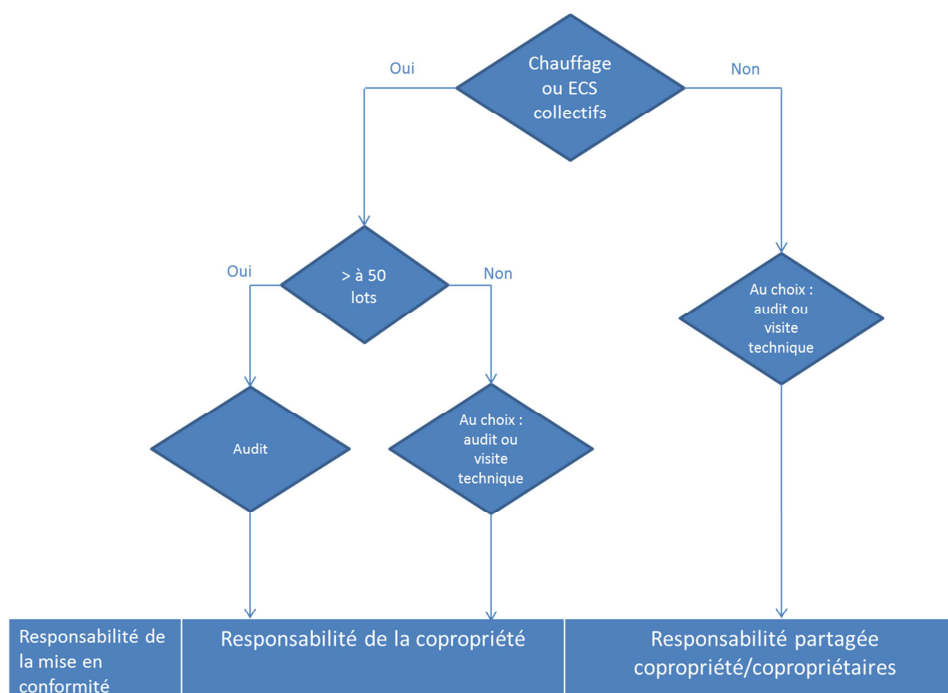 Chauffage
ou ECS
collectifs
Oui
Non
> à 50
lots
Oui
Non
Au choix :
audit ou
visite
technique
Audit
Au choix :
audit ou
visite
technique
Responsabilité de
la mise en
conformité
Responsabilité de la copropriété
Responsabilité partagée
copropriété/copropriétaires